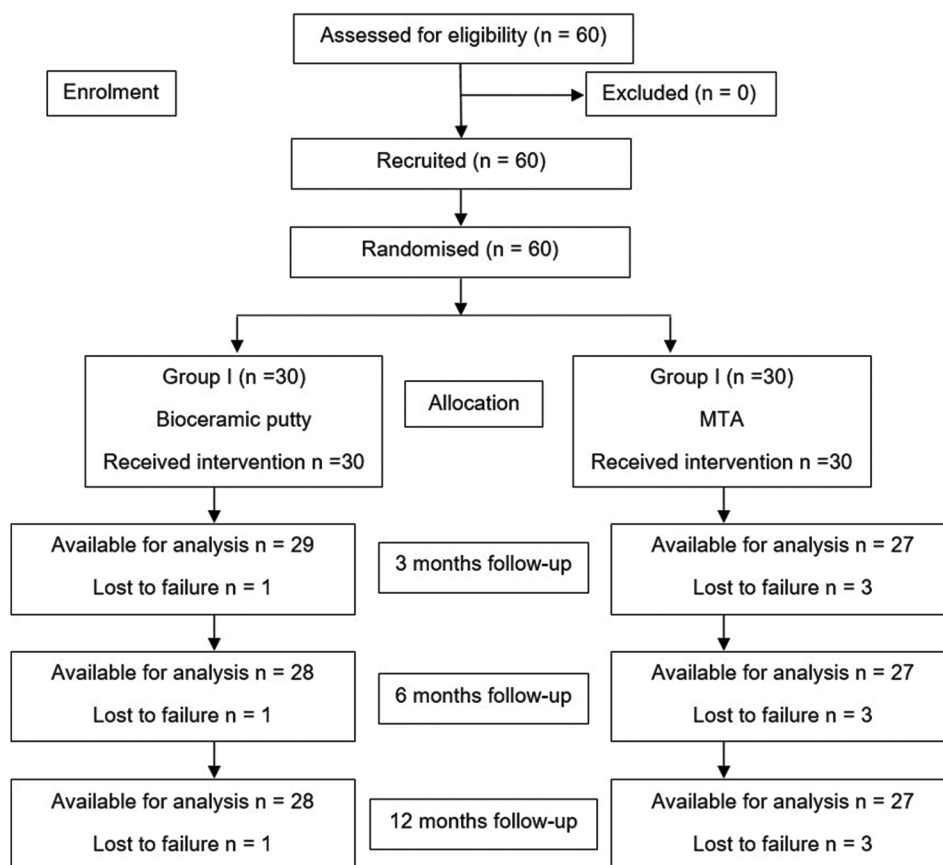 Assessed for eligibility (n = 60)
Enrolment
Excluded (n = 0)
Recruited (n = 60)
Randomised (n = 60)
Group I (n =30)
Bioceramic putty
Received intervention n =30
Allocation
Group I (n =30)
MTA
Received intervention n =30
Available for analysis n = 29
Lost to failure n = 1
3 months follow-up
Available for analysis n = 27
Lost to failure n = 3
Available for analysis n = 28
Lost to failure n = 1
6 months follow-up
Available for analysis n = 27
Lost to failure n = 3
Available for analysis n = 28
Lost to failure n = 1
12 months follow-up
Available for analysis n = 27
Lost to failure n = 3